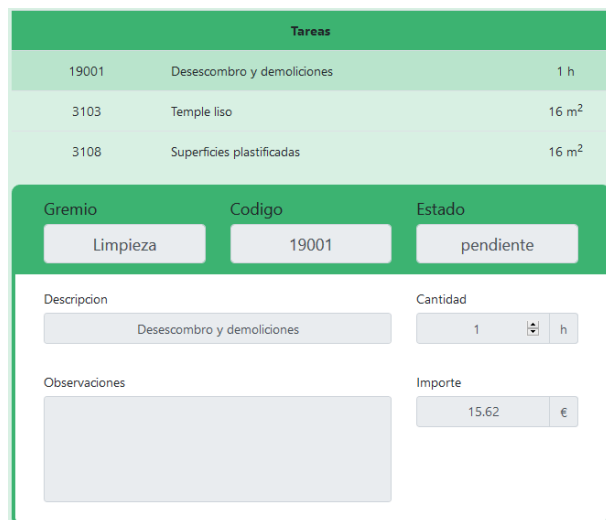 Tareas
19001 Desescombro y demoliciones 1 h
3103 Temple liso 16 m²
3108 Superficies plastificadas 16 m²
Gremio Codigo Estado
Limpieza 19001 pendiente
Descripcion Cantidad
Desescombro y demoliciones 1 h
Observaciones Importe
15.62 €